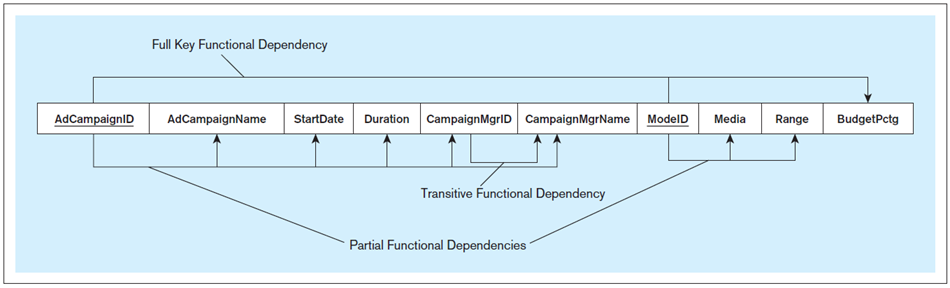 Full Key Functional Dependency
AdCampaignID AdCampaignName StartDate Duration CampaignMgrID CampaignMgrName ModeID Media Range BudgetPctg
Transitive Functional Dependency
Partial Functional Dependencies